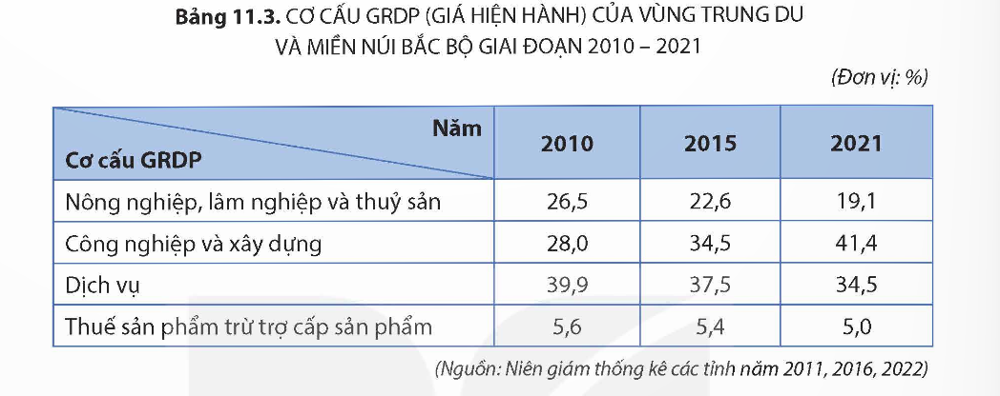 Bảng 11.3. CƠ CẤU GRDP (GIÁ HIỆN HÀNH) CỦA VÙNG TRUNG DU
VÀ MIỀN NÚI BẮC BỘ GIAI ĐOẠN 2010 – 2021
(Đơn vị: %)
Năm
Cơ cấu GRDP
2010 2015 2021
Nông nghiệp, lâm nghiệp và thuỷ sản 26,5 22,6 19,1
Công nghiệp và xây dựng 28,0 34,5 41,4
Dịch vụ 39,9 37,5 34,5
Thuế sản phẩm trừ trợ cấp sản phẩm 5,6 5,4 5,0
(Nguồn: Niên giám thống kê các tỉnh năm 2011, 2016, 2022)